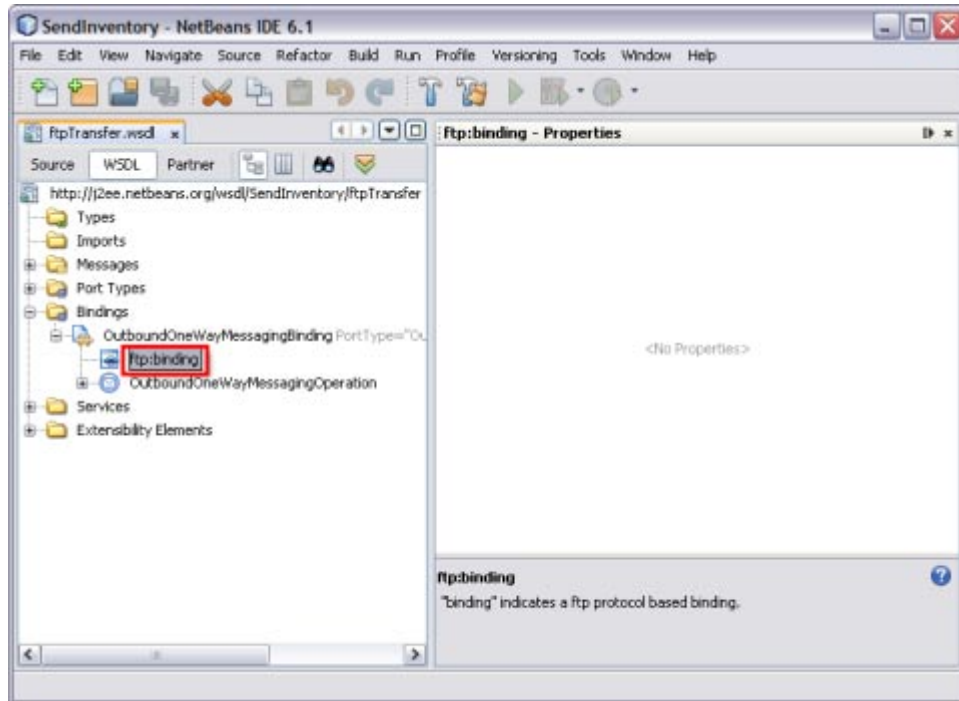 SendInventory - NetBeans IDE 6.1
File Edit View Navigate Source Refactor Build Run Profile Versioning Tools Window Help
ftpTransfer.wsdl
Source WSDL Partner
http://j2ee.netbeans.org/wsdl/SendInventory/ftpTransfer
Types
Imports
Messages
Port Types
Bindings
OutboundOneWayMessagingBinding PortType="Ou
ftp:binding
OutboundOneWayMessagingOperation
Services
Extensibility Elements
ftp:binding - Properties
<No Properties>
ftp:binding
"binding" indicates a ftp protocol based binding.